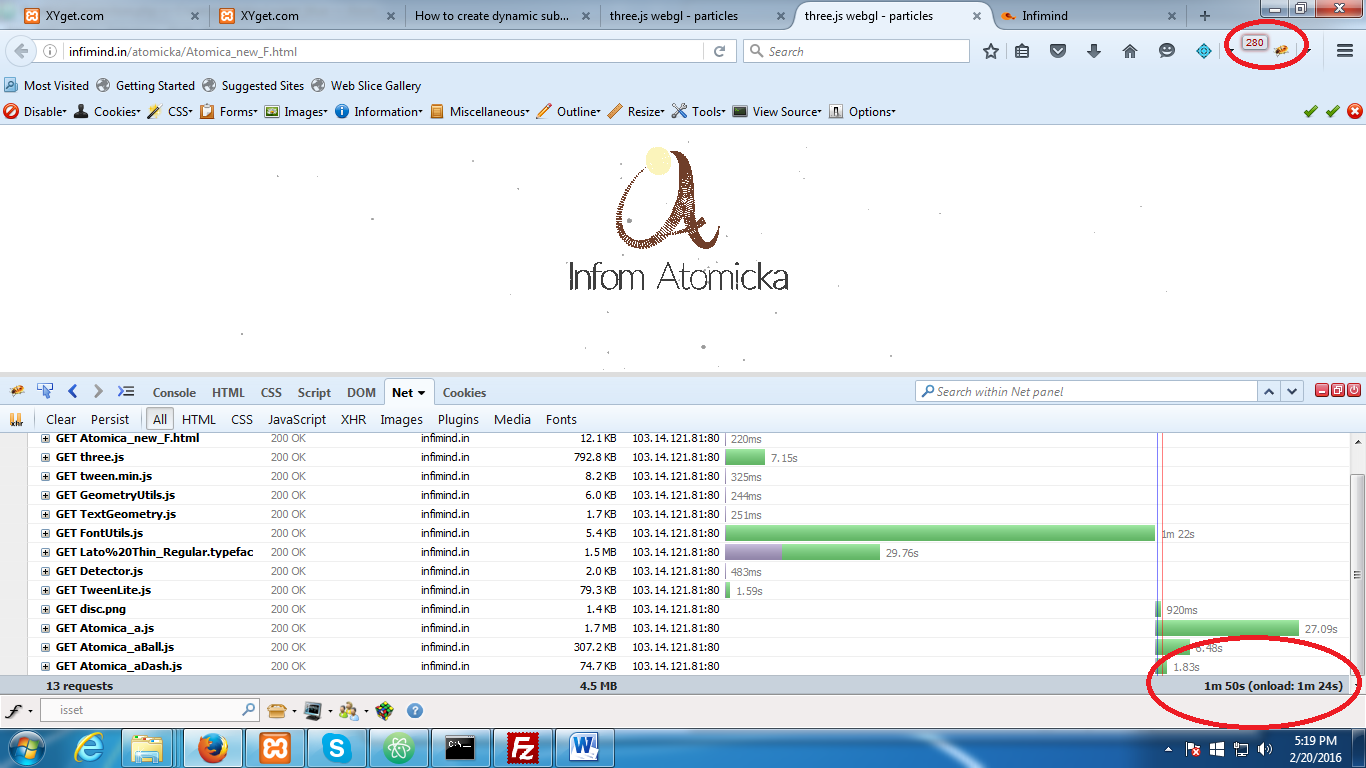 XYget.com
XYget.com
How to create dynamic sub...
three.js webgl - particles
three.js webgl - particles
Infimind
infimind.in/atomicka/Atomica_new_F.html
Search
280
Most Visited Getting Started Suggested Sites Web Slice Gallery
Disable Cookies CSS Forms Images Information Miscellaneous Outline Resize Tools View Source Options
Infom Atomicka
Console HTML CSS Script DOM Net Cookies
Search within Net panel
xhr Clear Persist All HTML CSS JavaScript XHR Images Plugins Media Fonts
GET Atomica_new_F.html 200 OK infimind.in 12.1 KB 103.14.121.81:80 220ms
GET three.js 200 OK infimind.in 792.8 KB 103.14.121.81:80 7.15s
GET tween.min.js 200 OK infimind.in 8.2 KB 103.14.121.81:80 325ms
GET GeometryUtils.js 200 OK infimind.in 6.0 KB 103.14.121.81:80 244ms
GET TextGeometry.js 200 OK infimind.in 1.7 KB 103.14.121.81:80 251ms
GET FontUtils.js 200 OK infimind.in 5.4 KB 103.14.121.81:80 1m 22s
GET Lato%20Thin_Regular.typefac 200 OK infimind.in 1.5 MB 103.14.121.81:80 29.76s
GET Detector.js 200 OK infimind.in 2.0 KB 103.14.121.81:80 483ms
GET TweenLite.js 200 OK infimind.in 79.3 KB 103.14.121.81:80 1.59s
GET disc.png 200 OK infimind.in 1.4 KB 103.14.121.81:80 920ms
GET Atomica_a.js 200 OK infimind.in 1.7 MB 103.14.121.81:80 27.09s
GET Atomica_aBall.js 200 OK infimind.in 307.2 KB 103.14.121.81:80
GET Atomica_aDash.js 200 OK infimind.in 74.7 KB 103.14.121.81:80 1.83s
13 requests 4.5 MB 1m 50s (onload: 1m 24s)
isset
5:19 PM
2/20/2016